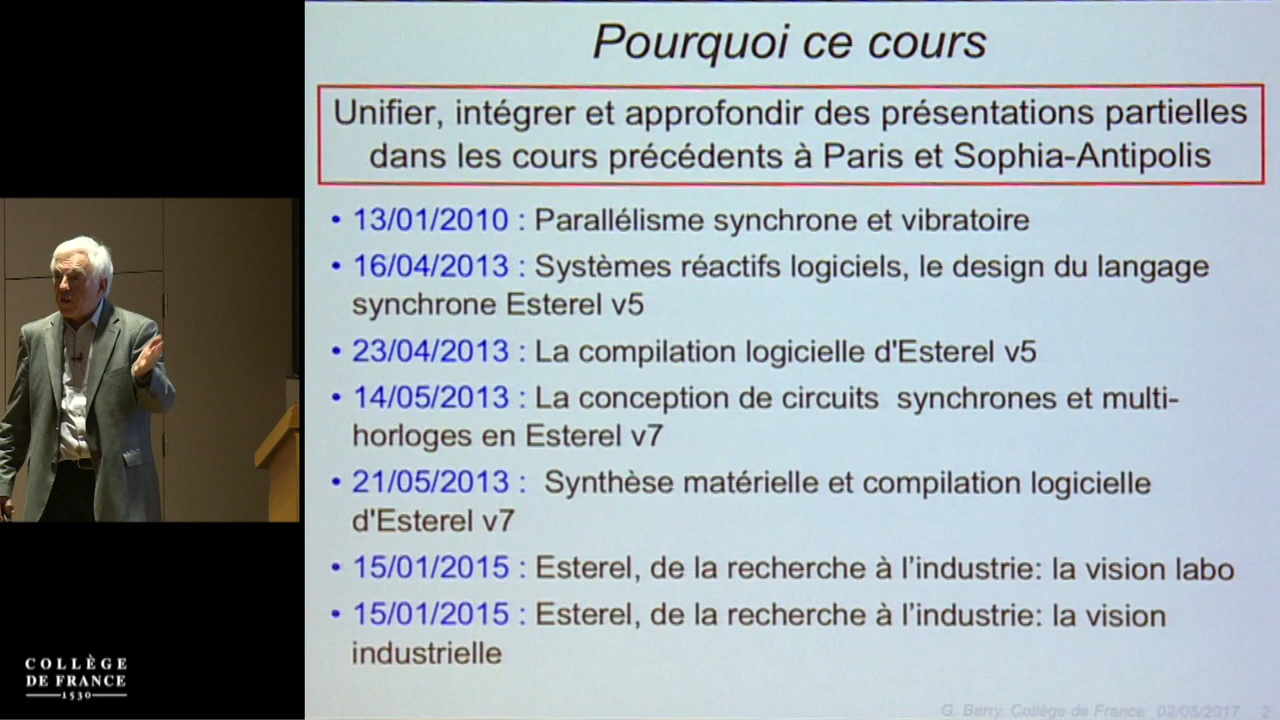 Pourquoi ce cours
Unifier, intégrer et approfondir des présentations partielles
dans les cours précédents à Paris et Sophia-Antipolis
• 13/01/2010 : Parallélisme synchrone et vibratoire
• 16/04/2013 : Systèmes réactifs logiciels, le design du langage
synchrone Esterel v5
• 23/04/2013 : La compilation logicielle d'Esterel v5
• 14/05/2013 : La conception de circuits synchrones et multi-
horloges en Esterel v7
• 21/05/2013 : Synthèse matérielle et compilation logicielle
d'Esterel v7
• 15/01/2015 : Esterel, de la recherche à l'industrie: la vision labo
• 15/01/2015 : Esterel, de la recherche à l'industrie: la vision
industrielle
G. Berry, Collège de France 02/05/2017 2
COLLÈGE
DE FRANCE
1530